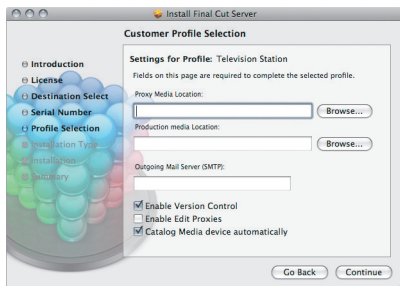 Install Final Cut Server
Customer Profile Selection
Introduction
License
Destination Select
Serial Number
Profile Selection
Installation Type
Installation
Summary
Settings for Profile: Television Station
Fields on this page are required to complete the selected profile.
Proxy Media Location:
Browse...
Production media Location:
Browse...
Outgoing Mail Server (SMTP):
Enable Version Control
Enable Edit Proxies
Catalog Media device automatically
Go Back
Continue